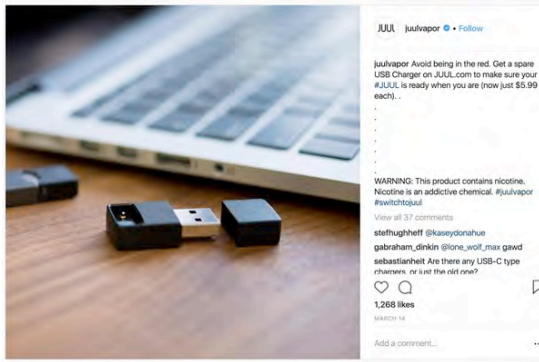 JUUL juulvapor • Follow
juulvapor Avoid being in the red. Get a spare
USB Charger on JUUL.com to make sure your
#JUUL is ready when you are (now just $5.99
each). .
.
.
.
.
.
.
WARNING: This product contains nicotine.
Nicotine is an addictive chemical. #juulvapor
#switchtojuul
View all 37 comments
stefhughheff @kaseydonahue
gabraham_dinkin @lone_wolf_max gawd
sebastianheit Are there any USB-C type
chargers, or just the old one?
1,268 likes
MARCH 14
Add a comment...